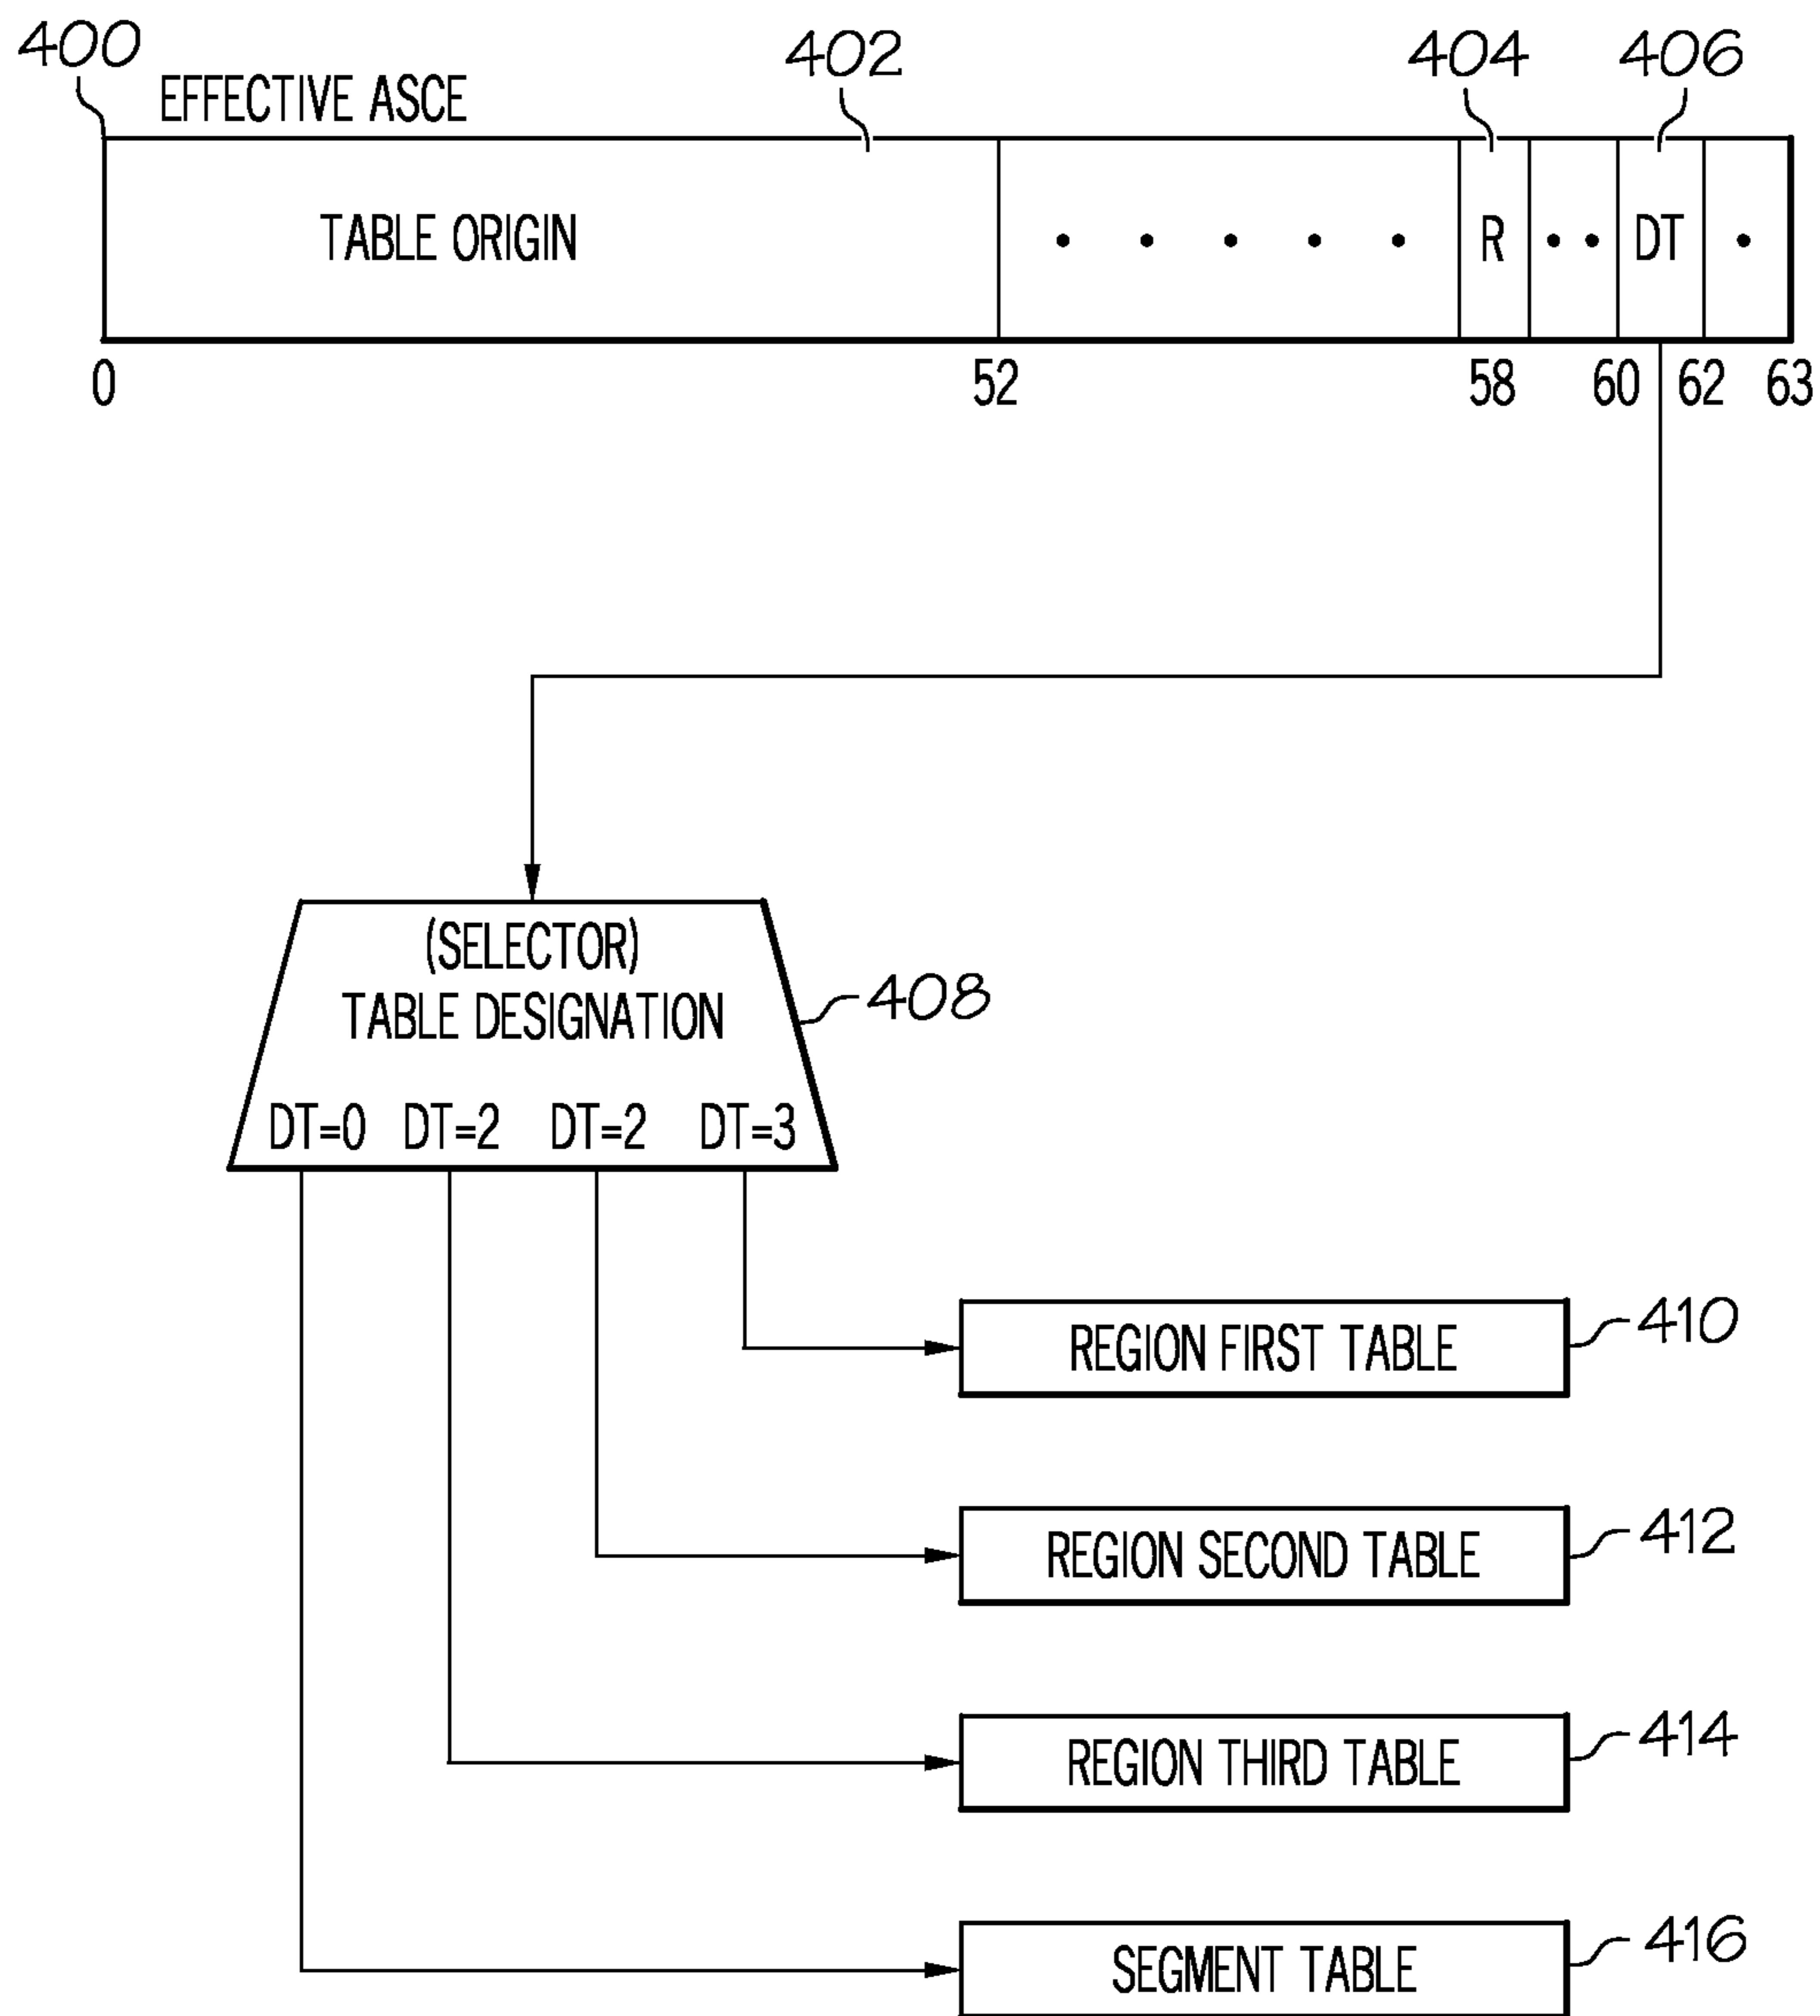 400 402 404 406
EFFECTIVE ASCE
TABLE ORIGIN • • • • • R • • DT •
0 52 58 60 62 63
(SELECTOR)
TABLE DESIGNATION
408
DT=0 DT=2 DT=2 DT=3
REGION FIRST TABLE 410
REGION SECOND TABLE 412
REGION THIRD TABLE 414
SEGMENT TABLE 416